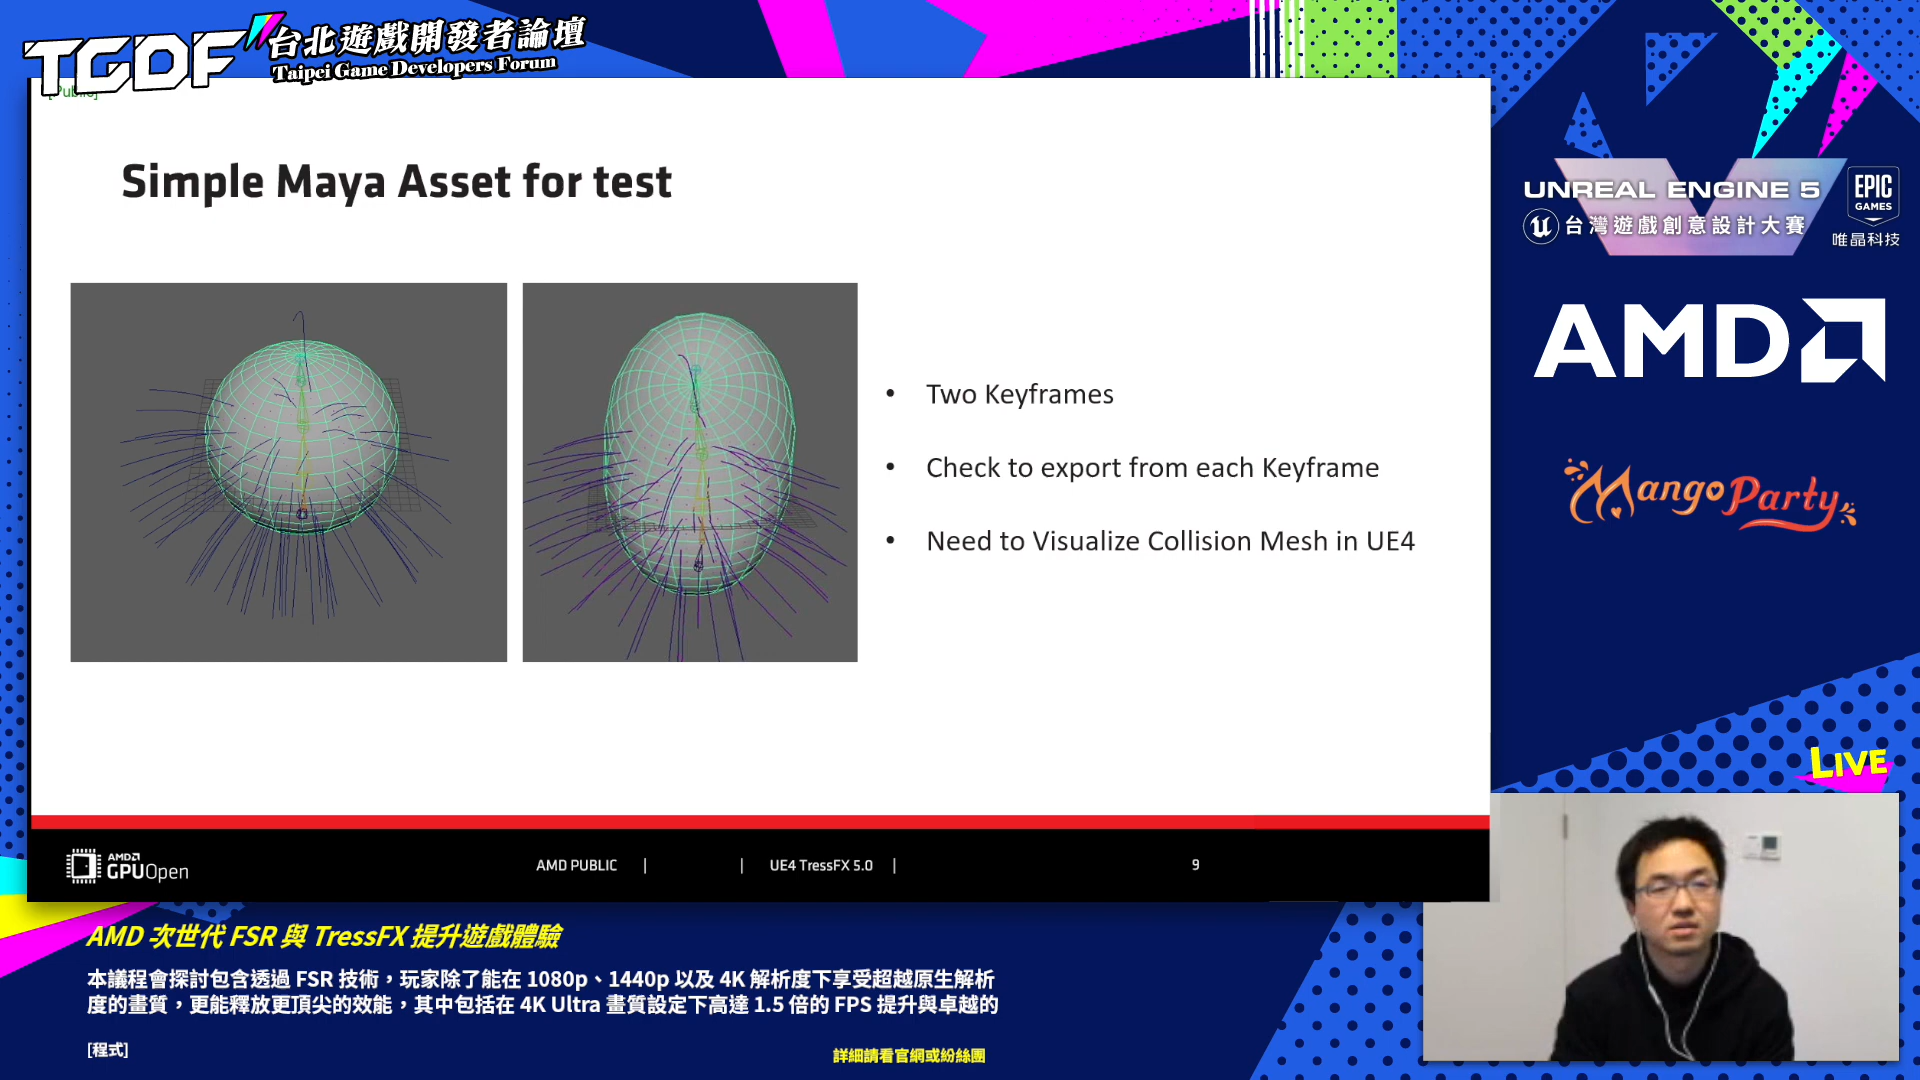 TGDF 台北遊戲開發者論壇
Taipei Game Developers Forum
[Public]
Simple Maya Asset for test
• Two Keyframes
• Check to export from each Keyframe
• Need to Visualize Collision Mesh in UE4
AMD
GPUOpen
AMD PUBLIC | | UE4 TressFX 5.0 | 9
UNREAL ENGINE 5
台灣遊戲創意設計大賽
EPIC
GAMES
唯晶科技
AMD
Mango Party
LIVE
AMD 次世代 FSR 與 TressFX 提升遊戲體驗
本議程會探討包含透過 FSR 技術，玩家除了能在 1080p、1440p 以及 4K 解析度下享受超越原生解析
度的畫質，更能釋放更頂尖的效能，其中包括在 4K Ultra 畫質設定下高達 1.5 倍的 FPS 提升與卓越的
[程式]
詳細請看官網或紛絲團